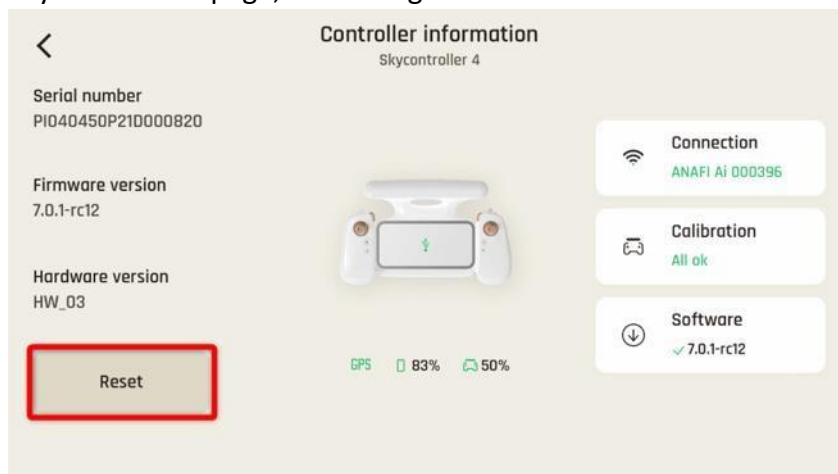 Controller information
Skycontroller 4
Serial number
PI040450P21D000820
Firmware version
7.0.1-rc12
Hardware version
HW_03
Reset
GPS 83% 50%
Connection
ANAFI Ai 000396
Calibration
All ok
Software
7.0.1-rc12